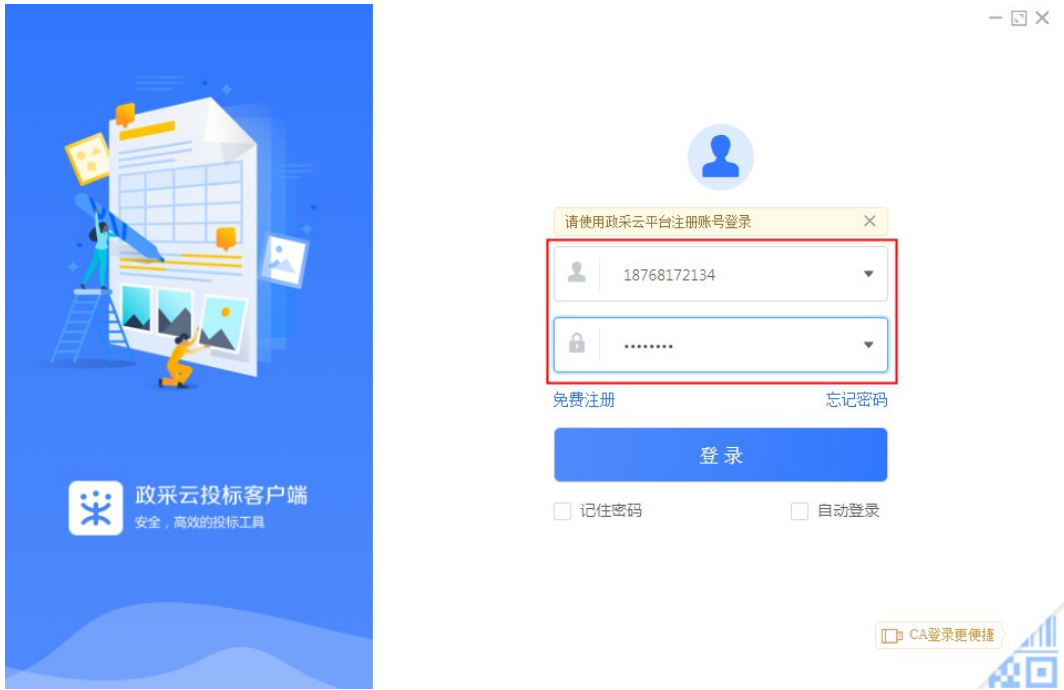 请使用政采云平台注册账号登录
18768172134
········
免费注册
忘记密码
登录
记住密码
自动登录
政采云投标客户端
安全，高效的投标工具
CA登录更便捷